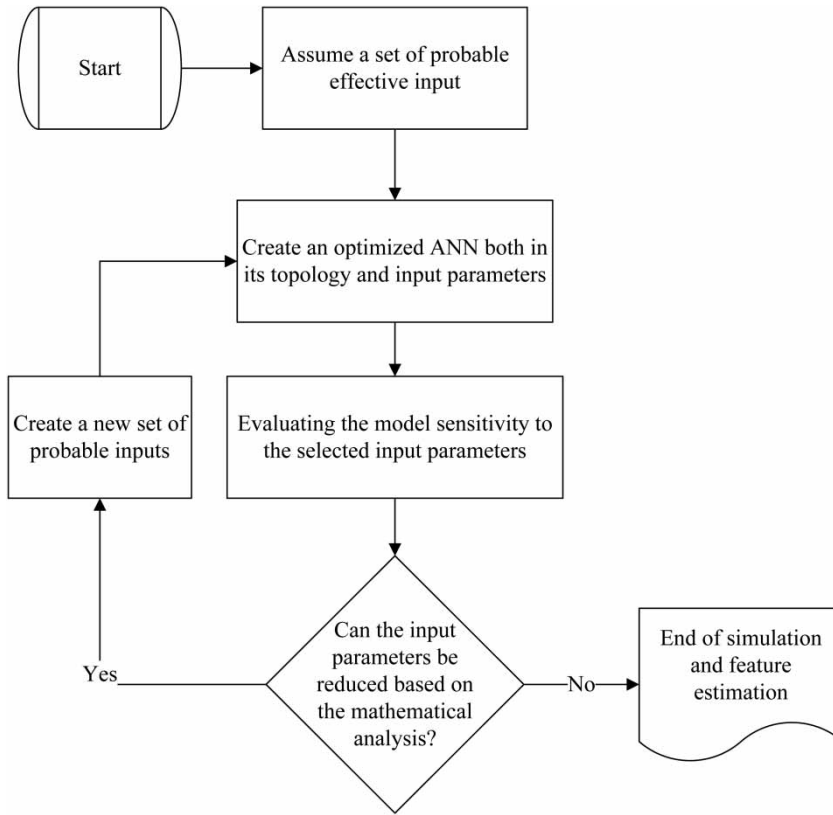 Start
Assume a set of probable
effective input
Create an optimized ANN both in
its topology and input parameters
Create a new set of
probable inputs
Evaluating the model sensitivity to
the selected input parameters
Can the input
parameters be
reduced based on
the mathematical
analysis?
Yes
No
End of simulation
and feature
estimation